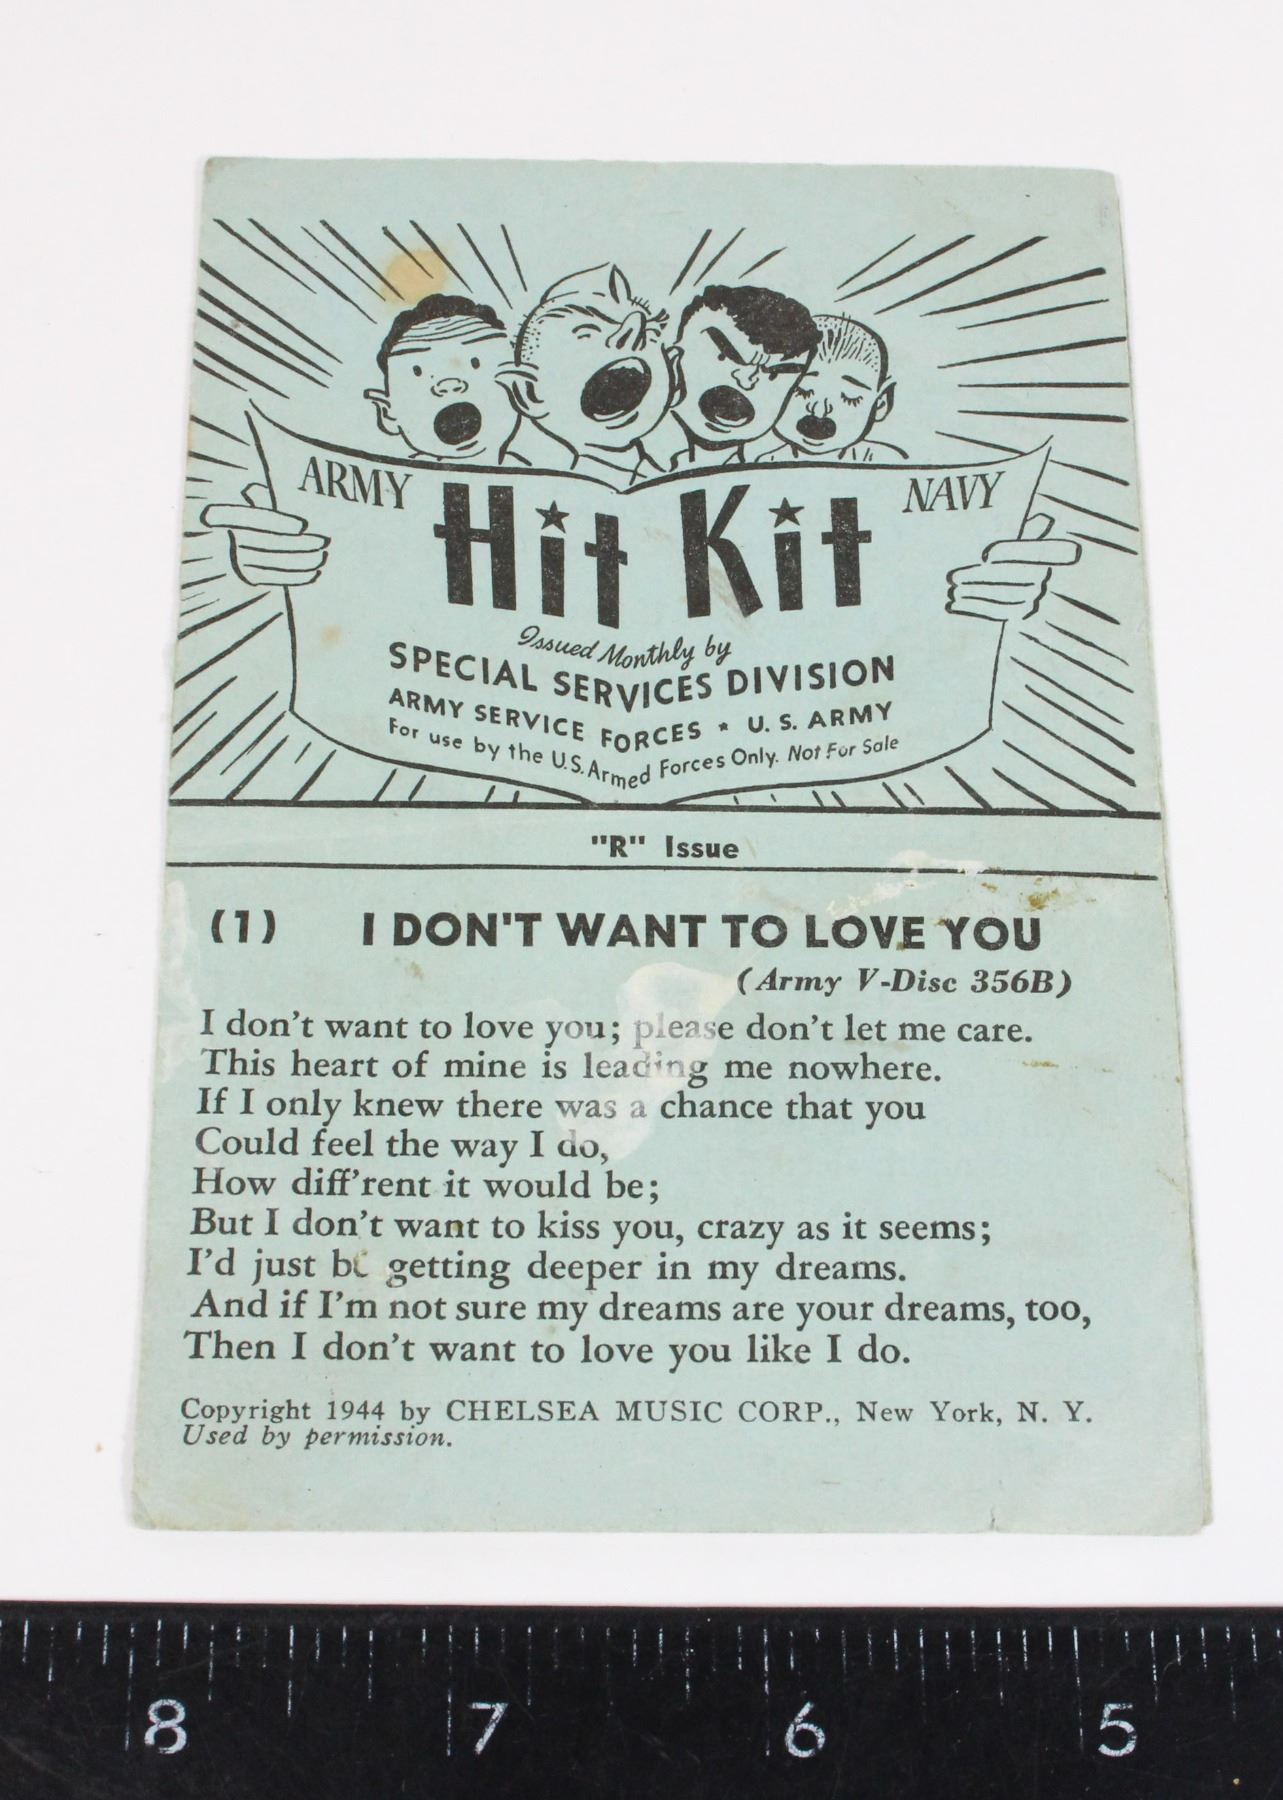 ARMY Hit Kit NAVY
Issued Monthly by
SPECIAL SERVICES DIVISION
ARMY SERVICE FORCES * U. S. ARMY
For use by the U.S. Armed Forces Only. Not For Sale
"R" Issue
(1) I DON'T WANT TO LOVE YOU
(Army V-Disc 356B)
I don't want to love you; please don't let me care.
This heart of mine is leading me nowhere.
If I only knew there was a chance that you
Could feel the way I do,
How diff'rent it would be;
But I don't want to kiss you, crazy as it seems;
I'd just be getting deeper in my dreams.
And if I'm not sure my dreams are your dreams, too,
Then I don't want to love you like I do.
Copyright 1944 by CHELSEA MUSIC CORP., New York, N. Y.
Used by permission.
8 7 6 5